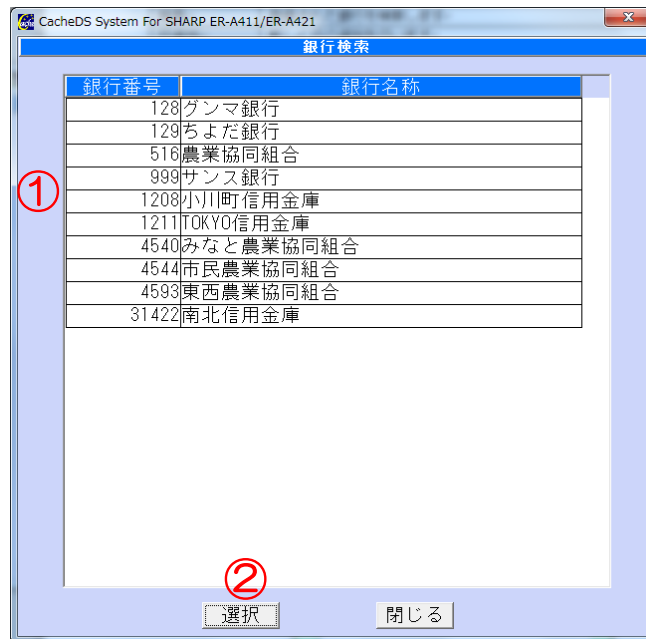 CacheDS System For SHARP ER-A411/ER-A421
x
銀行検索
銀行番号 銀行名称
128 グンマ銀行
129 ちよだ銀行
516 農業協同組合
①
999 サンス銀行
1208 小川町信用金庫
1211 TOKYO信用金庫
4540 みなと農業協同組合
4544 市民農業協同組合
4593 東西農業協同組合
31422 南北信用金庫
②
選択 閉じる